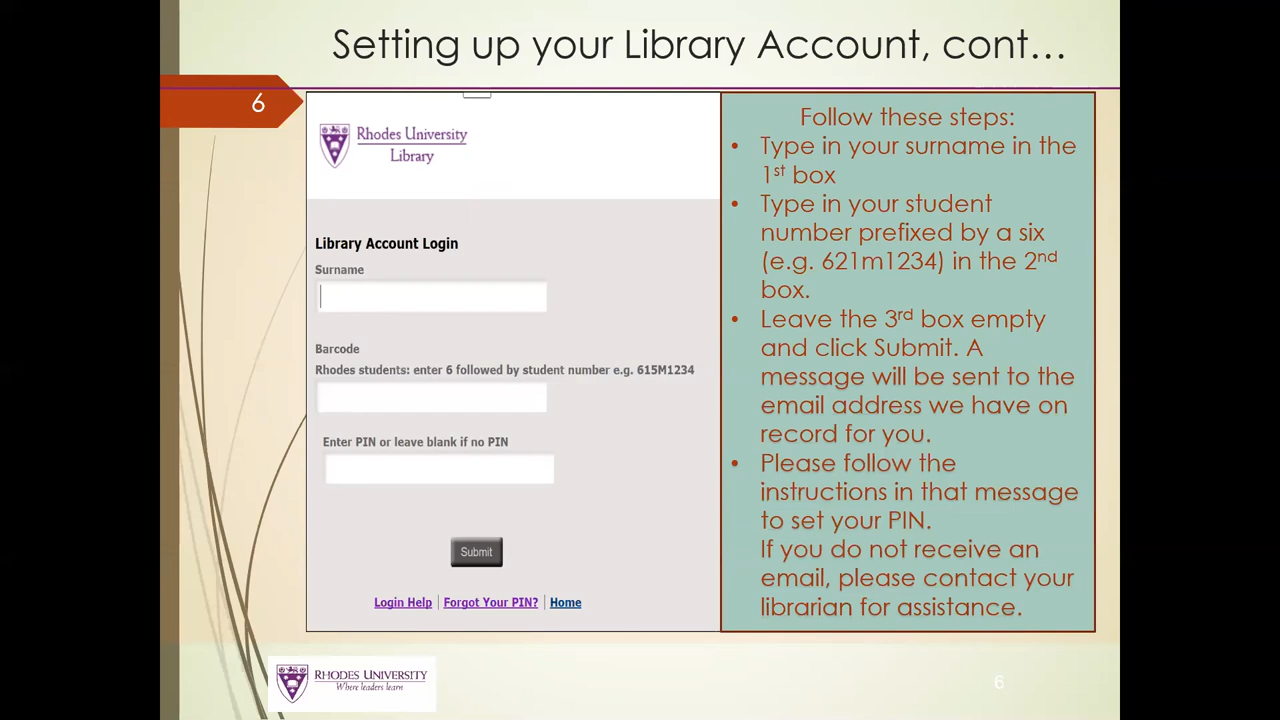 Setting up your Library Account, cont…
6
Rhodes University
Library
Library Account Login
Surname
Barcode
Rhodes students: enter 6 followed by student number e.g. 615M1234
Enter PIN or leave blank if no PIN
Submit
Login Help | Forgot Your PIN? | Home
Follow these steps:
• Type in your surname in the
1st box
• Type in your student
number prefixed by a six
(e.g. 621m1234) in the 2nd
box.
• Leave the 3rd box empty
and click Submit. A
message will be sent to the
email address we have on
record for you.
• Please follow the
instructions in that message
to set your PIN.
If you do not receive an
email, please contact your
librarian for assistance.
RHODES UNIVERSITY
Where leaders learn
6